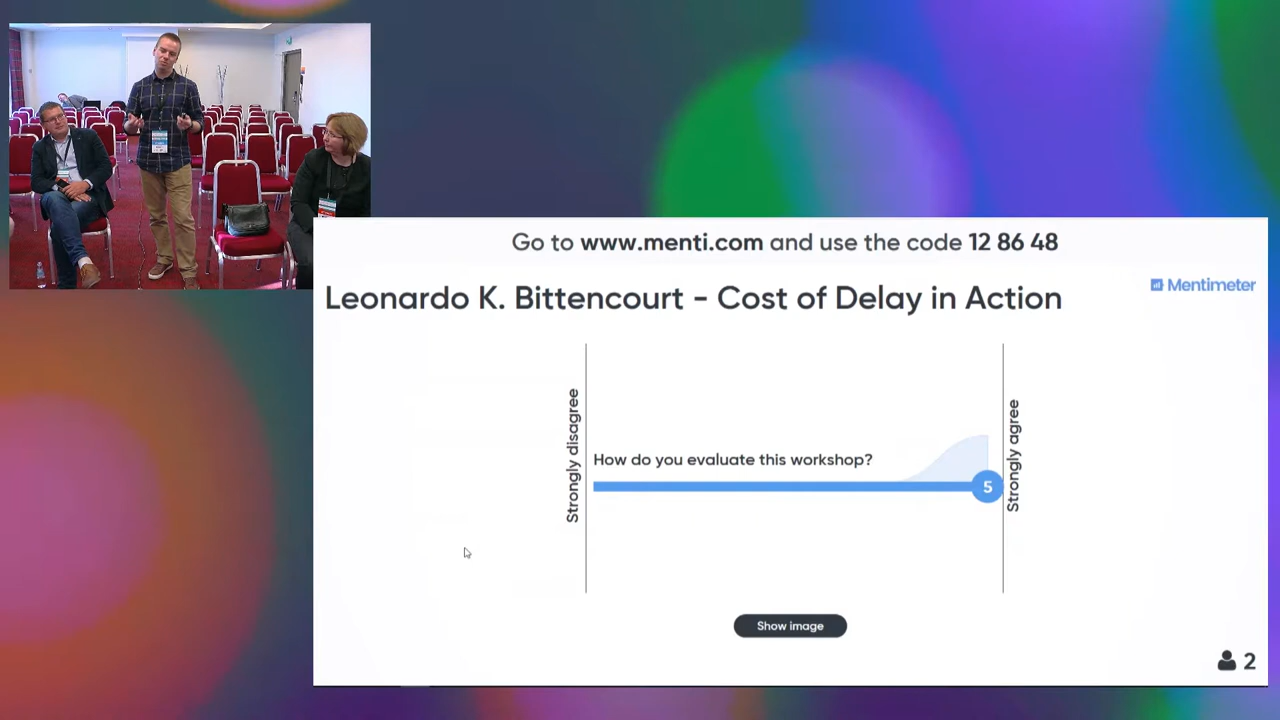 Go to www.menti.com and use the code 12 86 48
Leonardo K. Bittencourt - Cost of Delay in Action
Mentimeter
Strongly disagree
How do you evaluate this workshop?
5
Strongly agree
Show image
2